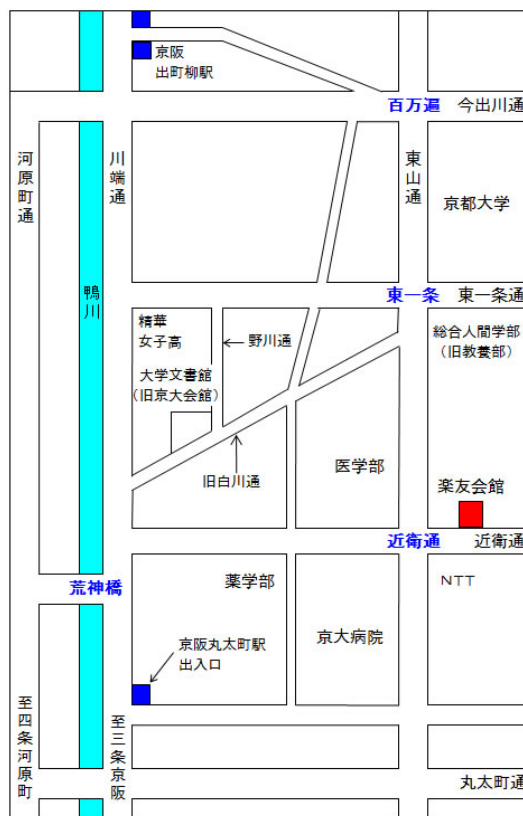 京阪
出町柳駅
百万遍 今出川通
河原町通
川端通
東山通
京都大学
鴨川
東一条 東一条通
精華
女子高
野川通
総合人間学部
（旧教養部）
大学文書館
（旧京大会館）
旧白川通
医学部
楽友会館
近衛通 近衛通
荒神橋
薬学部
NTT
京阪丸太町駅
出入口
京大病院
至四条河原町
至三条京阪
丸太町通